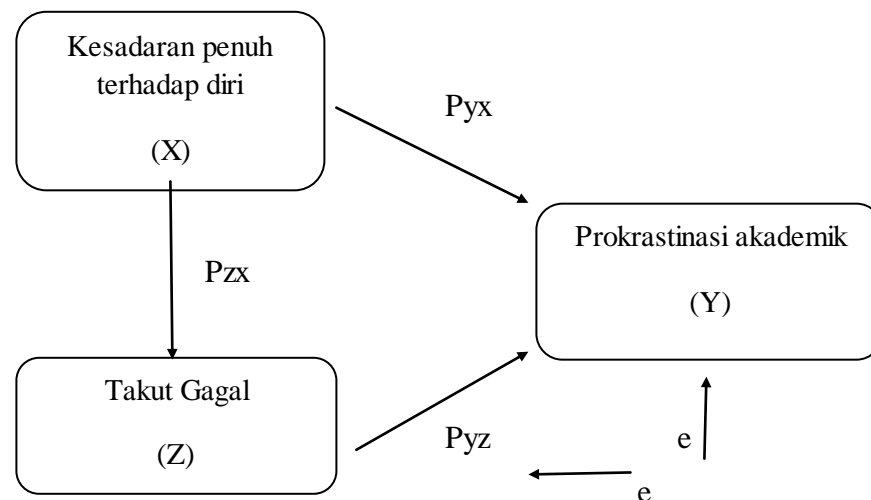 Kesadaran penuh
terhadap diri
(X)
Pyx
Prokrastinasi akademik
(Y)
Pzx
Takut Gagal
(Z)
Pyz
e
e